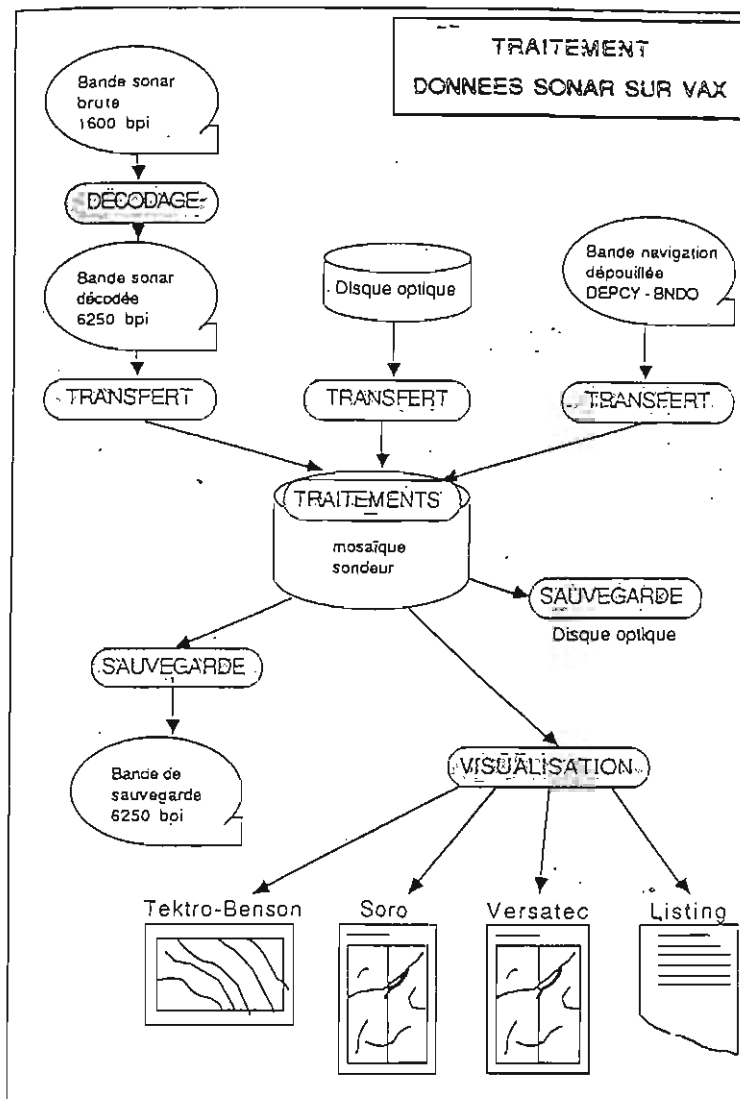 TRAITEMENT
DONNEES SONAR SUR VAX
Bande sonar
brute
1600 bpi
DÉCODAGE
Bande sonar
décodée
6250 bpi
Disque optique
Bande navigation
dépouillée
DEPCY - BNDO
TRANSFERT
TRANSFERT
TRANSFERT
TRAITEMENTS
mosaïque
sondeur
SAUVEGARDE
Disque optique
SAUVEGARDE
Bande de
sauvegarde
6250 bpi
VISUALISATION
Tektro-Benson
Soro
Versatec
Listing